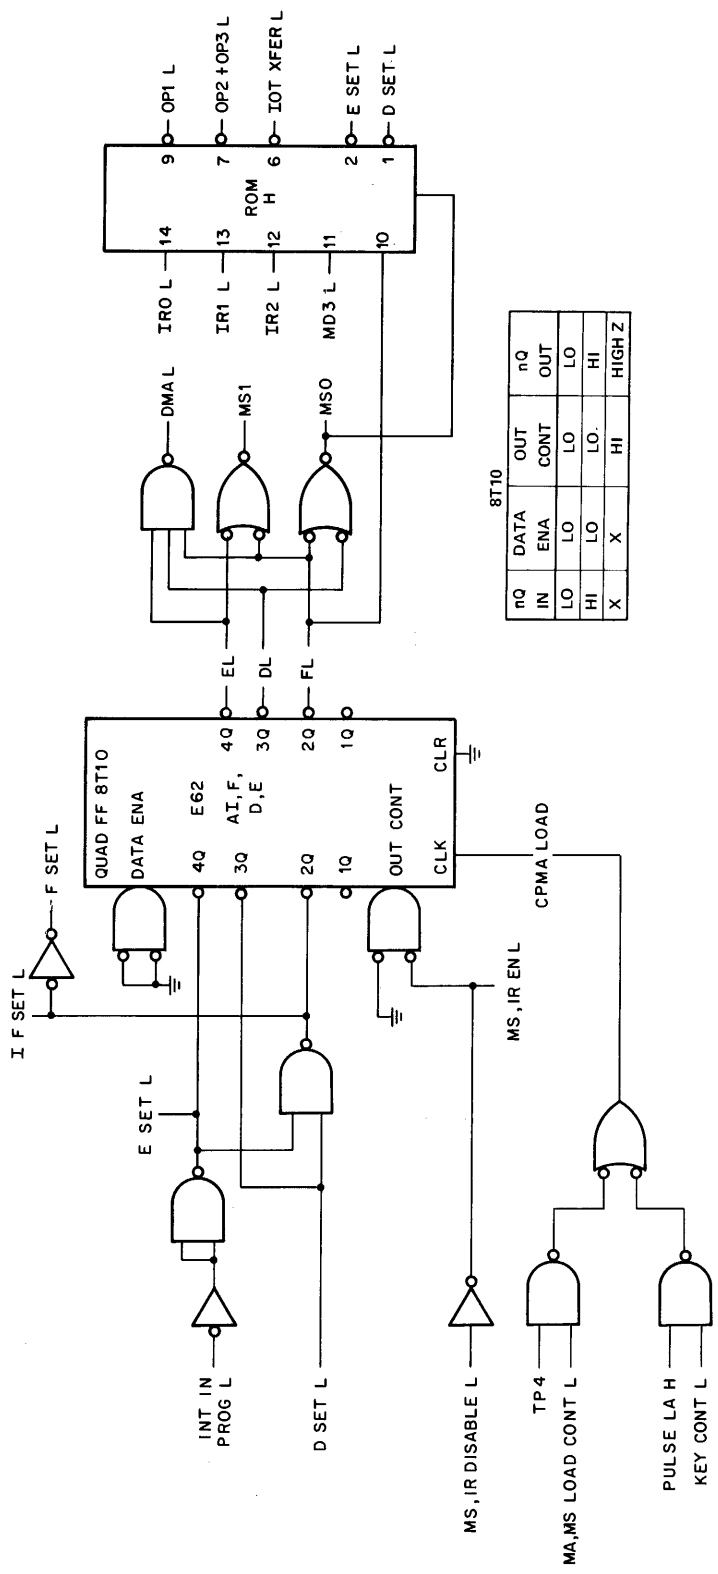 INT IN
PROG L
D SET L
MS, IR DISABLE L
TP4
MA, MS LOAD CONT L
PULSE LA H
KEY CONT L
E SET L
I F SET L
F SET L
MS, IR EN L
CPMA LOAD
QUAD FF 8T10
DATA ENA
4Q
E62
4Q
3Q
AI, F,
D, E
3Q
2Q
2Q
1Q
1Q
OUT CONT
CLK
CLR
EL
DL
FL
DMA L
MS1
MS0
IR0 L
14
IR1 L
13
IR2 L
12
MD3 L
11
10
ROM
H
9
OP1 L
7
OP2 + OP3 L
6
IOT XFER L
2
E SET L
1
D SET L
8T10
nQ DATA OUT nQ
IN ENA CONT OUT
LO LO LO LO
HI LO LO HI
X X HI HIGH Z